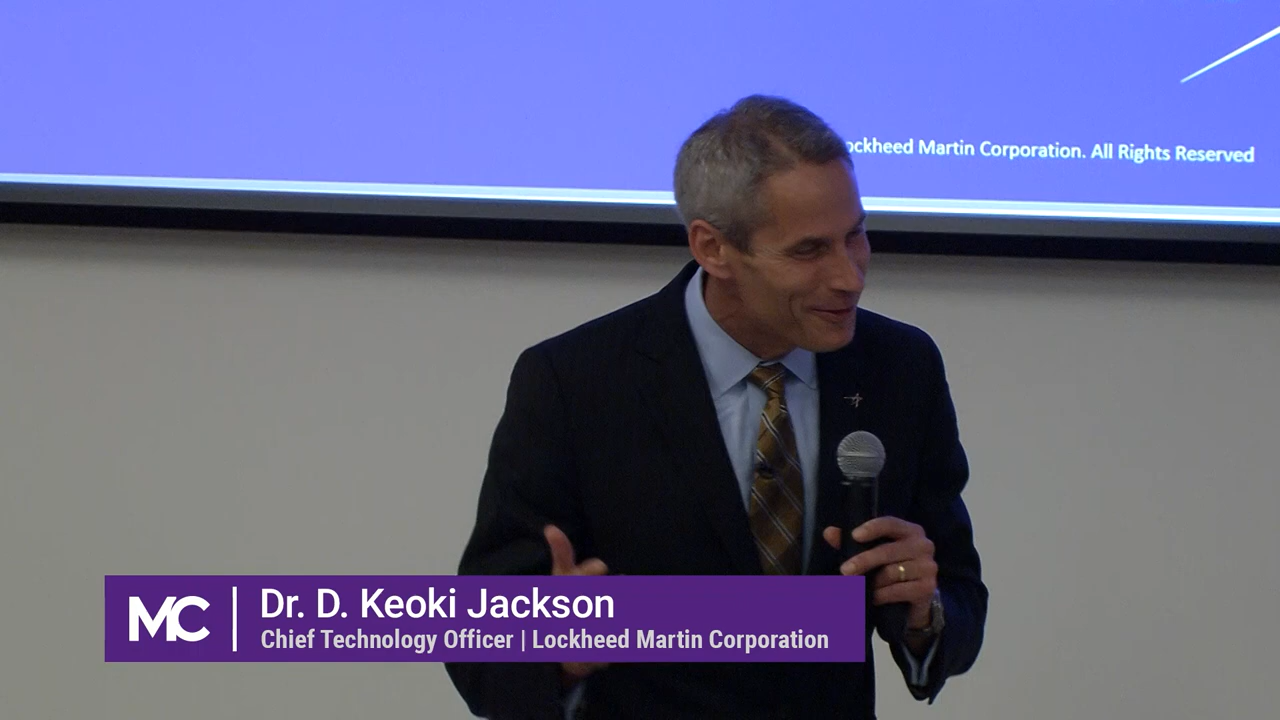 ockheed Martin Corporation. All Rights Reserved
MC
Dr. D. Keoki Jackson
Chief Technology Officer | Lockheed Martin Corporation